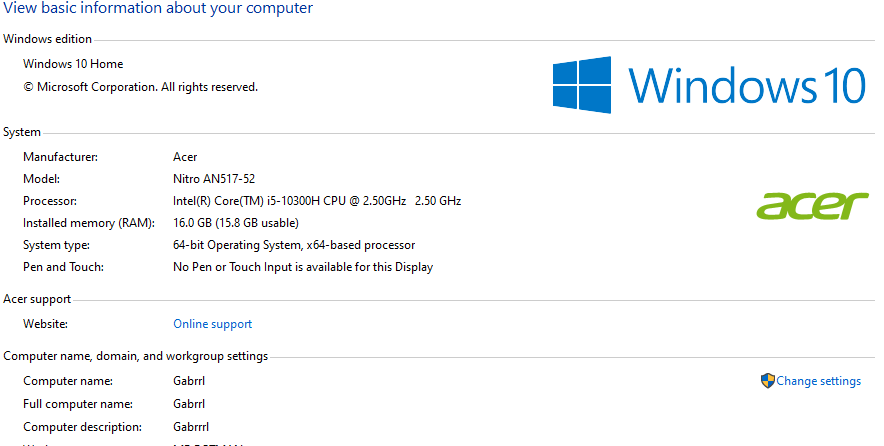 View basic information about your computer
Windows edition
Windows 10 Home
© Microsoft Corporation. All rights reserved.
Windows 10
System
Manufacturer: Acer
Model: Nitro AN517-52
Processor: Intel(R) Core(TM) i5-10300H CPU @ 2.50GHz 2.50 GHz
Installed memory (RAM): 16.0 GB (15.8 GB usable)
acer
System type: 64-bit Operating System, x64-based processor
Pen and Touch: No Pen or Touch Input is available for this Display
Acer support
Website: Online support
Computer name, domain, and workgroup settings
Computer name: Gabrrl
Change settings
Full computer name: Gabrrl
Computer description: Gabrrrl